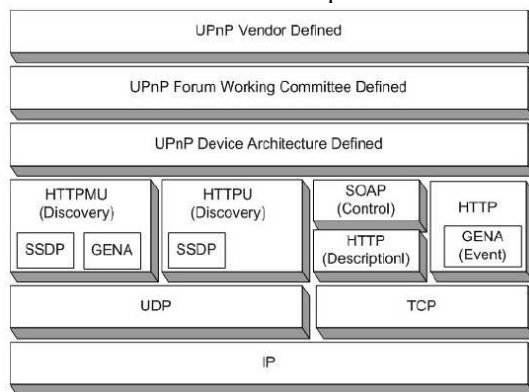 UPnP Vendor Defined
UPnP Forum Working Committee Defined
UPnP Device Architecture Defined
HTTPMU
(Discovery)
SSDP
GENA
HTTPU
(Discovery)
SSDP
SOAP
(Control)
HTTP
(Descriptionl)
HTTP
GENA
(Event)
UDP
TCP
IP